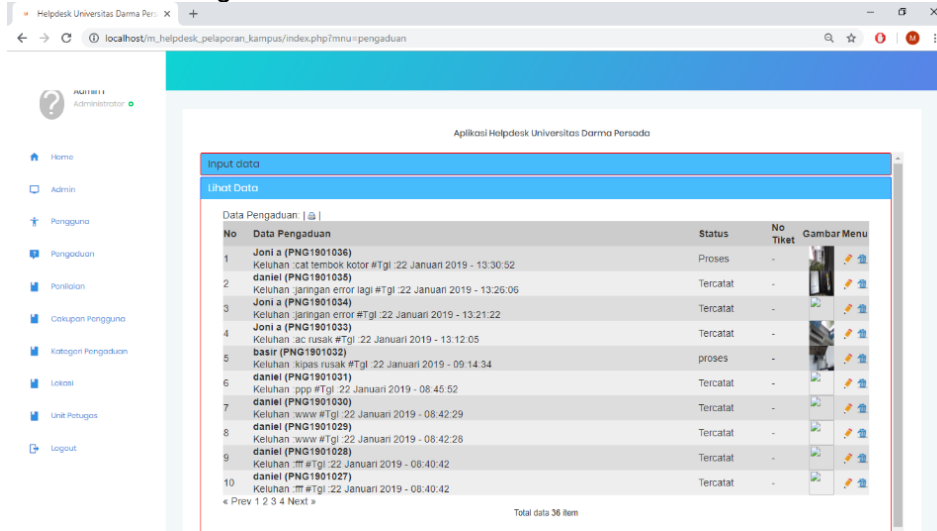 Helpdesk Universitas Darma Pers
localhost/m_helpdesk_pelaporan_kampus/index.php?mnu=pengaduan
M
Administrator
Aplikasi Helpdesk Universitas Darma Persada
Home
Admin
Pengguna
Pengaduan
Penilaian
Cakupan Pengguna
Kategori Pengaduan
Lokasi
Unit Petugas
Logout
Input data
Lihat Data
Data Pengaduan: | |
No Data Pengaduan Status No Tiket Gambar Menu
1 Joni a (PNG1901036) Proses -
Keluhan :cat tembok kotor #Tgl :22 Januari 2019 - 13:30:52
2 daniel (PNG1901035) Tercatat -
Keluhan :jaringan error lagi #Tgl :22 Januari 2019 - 13:26:06
3 Joni a (PNG1901034) Tercatat -
Keluhan :jaringan error #Tgl :22 Januari 2019 - 13:21:22
4 Joni a (PNG1901033) Tercatat -
Keluhan :ac rusak #Tgl :22 Januari 2019 - 13:12:05
5 basir (PNG1901032) proses -
Keluhan :kipas rusak #Tgl :22 Januari 2019 - 09:14:34
6 daniel (PNG1901031) Tercatat -
Keluhan :ppp #Tgl :22 Januari 2019 - 08:45:52
7 daniel (PNG1901030) Tercatat -
Keluhan :www #Tgl :22 Januari 2019 - 08:42:29
8 daniel (PNG1901029) Tercatat -
Keluhan :www #Tgl :22 Januari 2019 - 08:42:28
9 daniel (PNG1901028) Tercatat -
Keluhan :fff #Tgl :22 Januari 2019 - 08:40:42
10 daniel (PNG1901027) Tercatat -
Keluhan :fff #Tgl :22 Januari 2019 - 08:40:42
« Prev 1 2 3 4 Next »
Total data 36 item